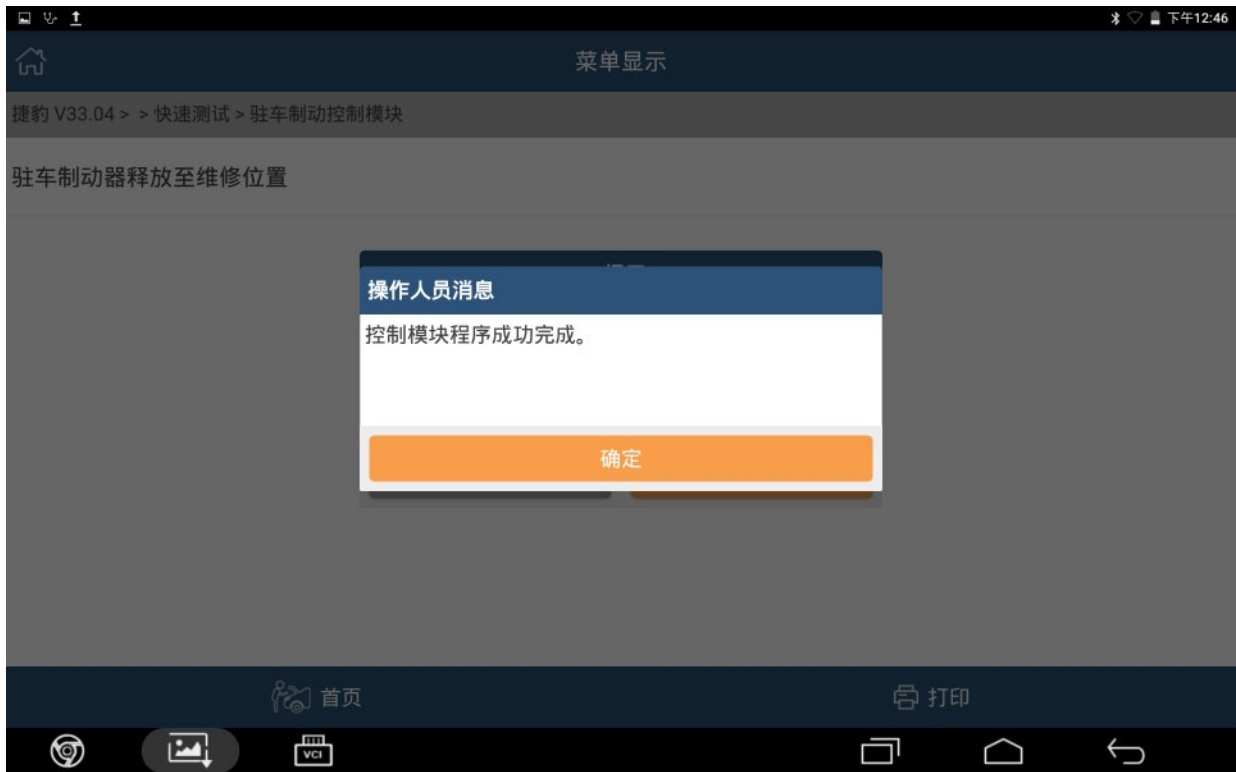 下午12:46
菜单显示
捷豹 V33.04 > > 快速测试 > 驻车制动控制模块
驻车制动器释放至维修位置
操作人员消息
控制模块程序成功完成。
确定
首页
打印
VCI